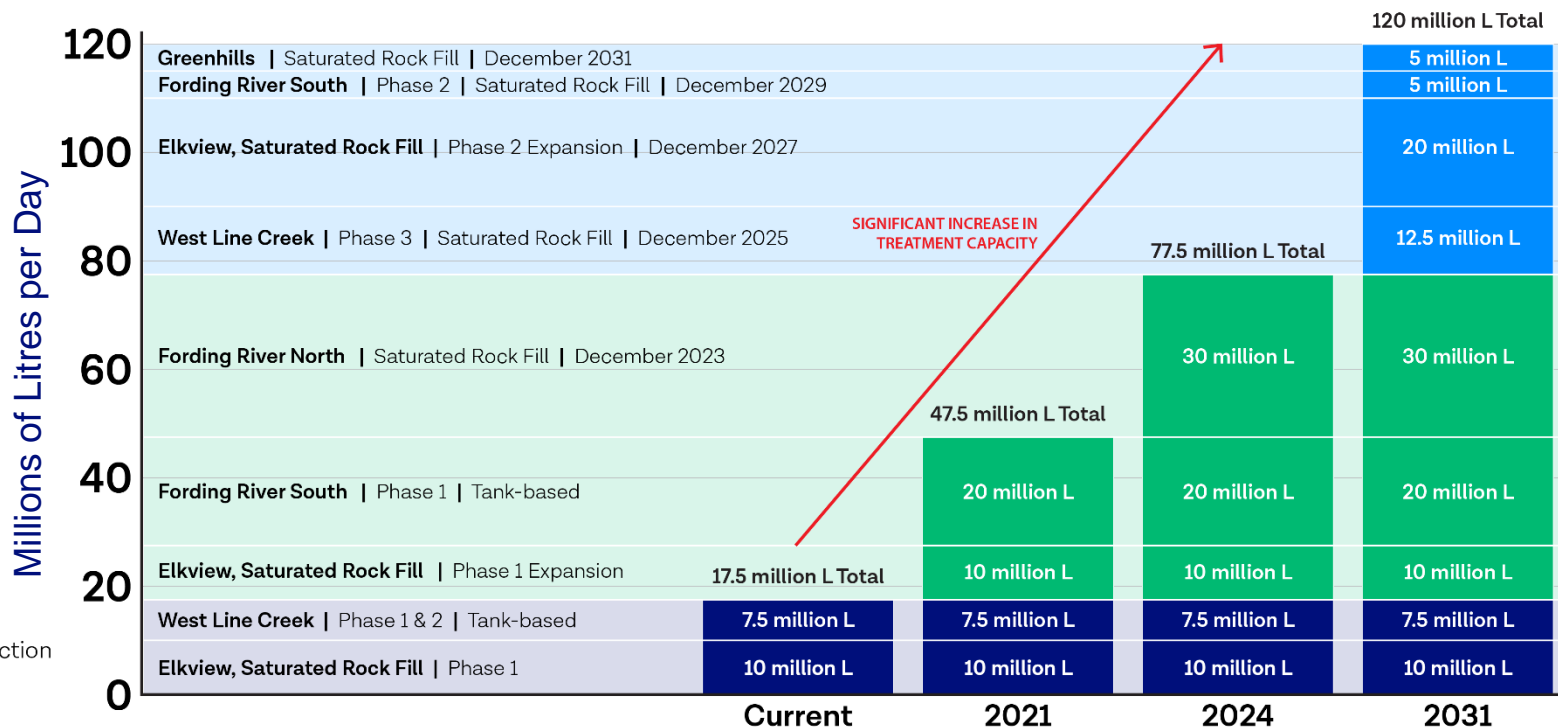 120 million L Total
120
Greenhills | Saturated Rock Fill | December 2031
5 million L
Fording River South | Phase 2 | Saturated Rock Fill | December 2029
5 million L
100
Elkview, Saturated Rock Fill | Phase 2 Expansion | December 2027
20 million L
West Line Creek | Phase 3 | Saturated Rock Fill | December 2025
12.5 million L
SIGNIFICANT INCREASE IN
TREATMENT CAPACITY
77.5 million L Total
80
Millions of Litres per Day
Fording River North | Saturated Rock Fill | December 2023
30 million L
30 million L
60
47.5 million L Total
40
Fording River South | Phase 1 | Tank-based
20 million L
20 million L
20 million L
Elkview, Saturated Rock Fill | Phase 1 Expansion
17.5 million L Total
10 million L
10 million L
10 million L
20
West Line Creek | Phase 1 & 2 | Tank-based
7.5 million L
7.5 million L
7.5 million L
7.5 million L
ction
Elkview, Saturated Rock Fill | Phase 1
10 million L
10 million L
10 million L
10 million L
0
Current
2021
2024
2031